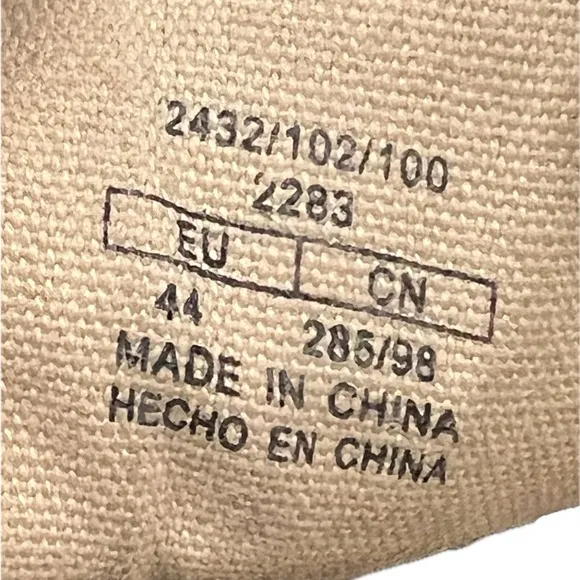 2432/102/100
2283
EU CN
44 285/98
MADE IN CHINA
HECHO EN CHINA